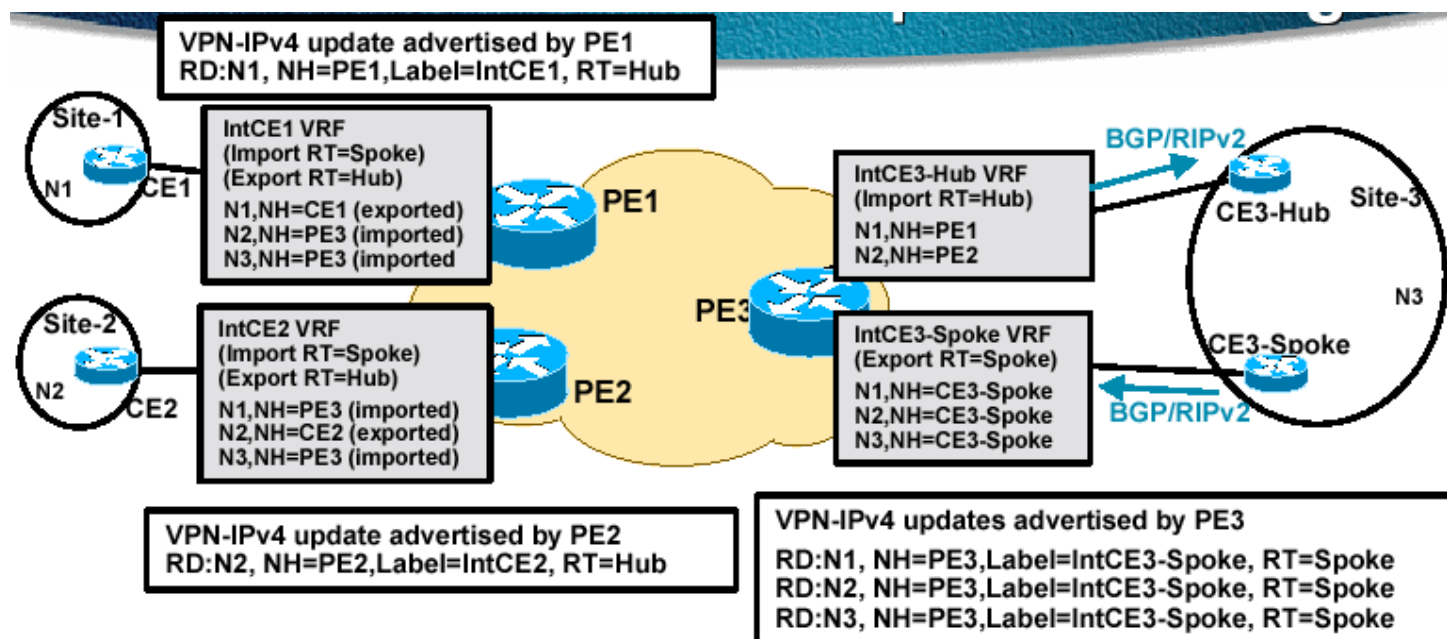 VPN-IPv4 update advertised by PE1
RD:N1, NH=PE1,Label=IntCE1, RT=Hub
Site-1
N1
CE1
IntCE1 VRF
(Import RT=Spoke)
(Export RT=Hub)
N1,NH=CE1 (exported)
N2,NH=PE3 (imported)
N3,NH=PE3 (imported
PE1
BGP/RIPv2
IntCE3-Hub VRF
(Import RT=Hub)
N1,NH=PE1
N2,NH=PE2
CE3-Hub
Site-3
N3
Site-2
N2
CE2
IntCE2 VRF
(Import RT=Spoke)
(Export RT=Hub)
N1,NH=PE3 (imported)
N2,NH=CE2 (exported)
N3,NH=PE3 (imported)
PE2
PE3
IntCE3-Spoke VRF
(Export RT=Spoke)
N1,NH=CE3-Spoke
N2,NH=CE3-Spoke
N3,NH=CE3-Spoke
CE3-Spoke
BGP/RIPv2
VPN-IPv4 update advertised by PE2
RD:N2, NH=PE2,Label=IntCE2, RT=Hub
VPN-IPv4 updates advertised by PE3
RD:N1, NH=PE3,Label=IntCE3-Spoke, RT=Spoke
RD:N2, NH=PE3,Label=IntCE3-Spoke, RT=Spoke
RD:N3, NH=PE3,Label=IntCE3-Spoke, RT=Spoke